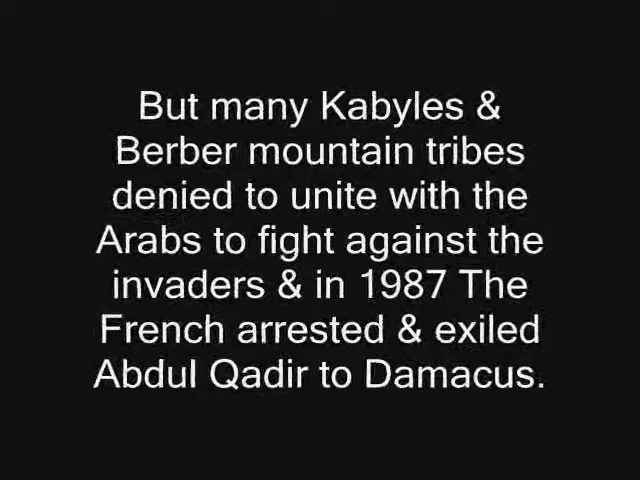 But many Kabyles &
Berber mountain tribes
denied to unite with the
Arabs to fight against the
invaders & in 1987 The
French arrested & exiled
Abdul Qadir to Damacus.